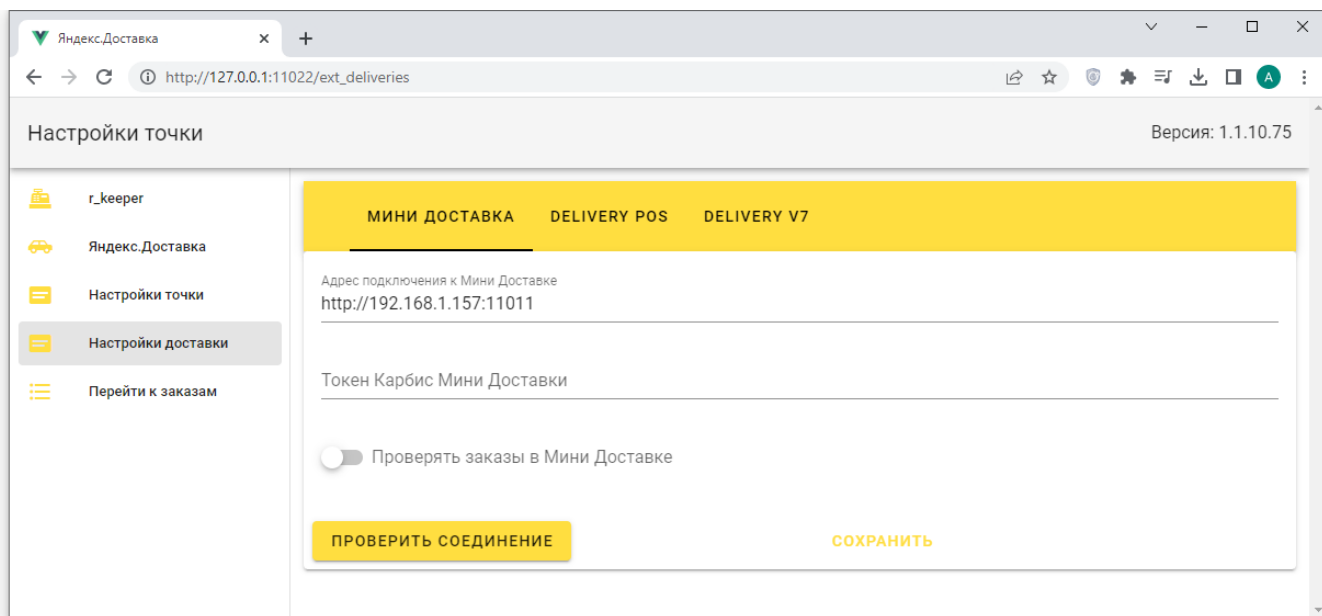 Яндекс.Доставка
http://127.0.0.1:11022/ext_deliveries
A
Настройки точки
Версия: 1.1.10.75
r_keeper
Яндекс.Доставка
Настройки точки
Настройки доставки
Перейти к заказам
МИНИ ДОСТАВКА DELIVERY POS DELIVERY V7
Адрес подключения к Мини Доставке
http://192.168.1.157:11011
Токен Карбис Мини Доставки
Проверять заказы в Мини Доставке
ПРОВЕРИТЬ СОЕДИНЕНИЕ СОХРАНИТЬ